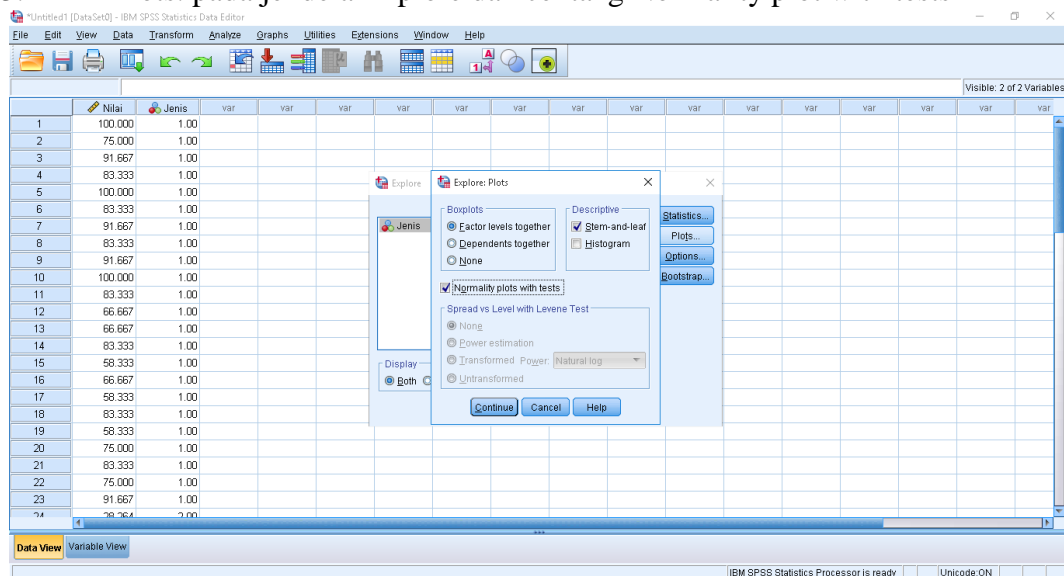 pada jendela
*Untitled1 [DataSet0] - IBM SPSS Statistics Data Editor
File Edit View Data Transform Analyze Graphs Utilities Extensions Window Help
Visible: 2 of 2 Variables
Nilai Jenis var var var var var var var var var var var var var var
1 100.000 1.00
2 75.000 1.00
3 91.667 1.00
4 83.333 1.00
5 100.000 1.00
6 83.333 1.00
7 91.667 1.00
8 83.333 1.00
9 91.667 1.00
10 100.000 1.00
11 83.333 1.00
12 66.667 1.00
13 66.667 1.00
14 83.333 1.00
15 58.333 1.00
16 66.667 1.00
17 58.333 1.00
18 83.333 1.00
19 58.333 1.00
20 75.000 1.00
21 83.333 1.00
22 75.000 1.00
23 91.667 1.00
24 28.264 2.00
Explore
Jenis
Display
Both
Statistics...
Plots...
Options...
Bootstrap...
Explore: Plots
Boxplots
Factor levels together
Dependents together
None
Descriptive
Stem-and-leaf
Histogram
Normality plots with tests
Spread vs Level with Levene Test
None
Power estimation
Transformed Power: Natural log
Untransformed
Continue Cancel Help
Data View Variable View
IBM SPSS Statistics Processor is ready Unicode:ON